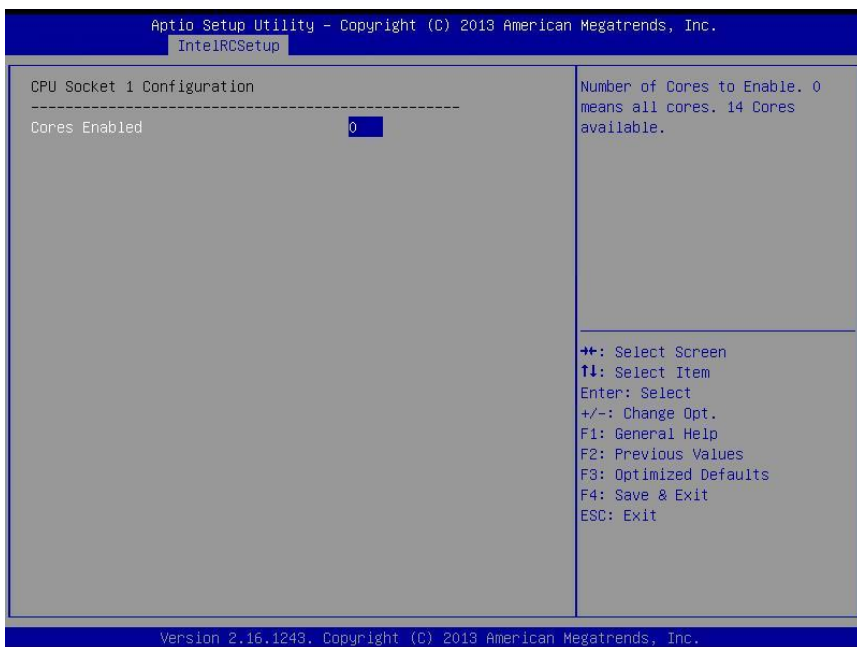 Aptio Setup Utility – Copyright (C) 2013 American Megatrends, Inc.
IntelRCSetup
CPU Socket 1 Configuration
--------------------------------------------------
Cores Enabled 0
Number of Cores to Enable. 0
means all cores. 14 Cores
available.
→←: Select Screen
↑↓: Select Item
Enter: Select
+/-: Change Opt.
F1: General Help
F2: Previous Values
F3: Optimized Defaults
F4: Save & Exit
ESC: Exit
Version 2.16.1243. Copyright (C) 2013 American Megatrends, Inc.